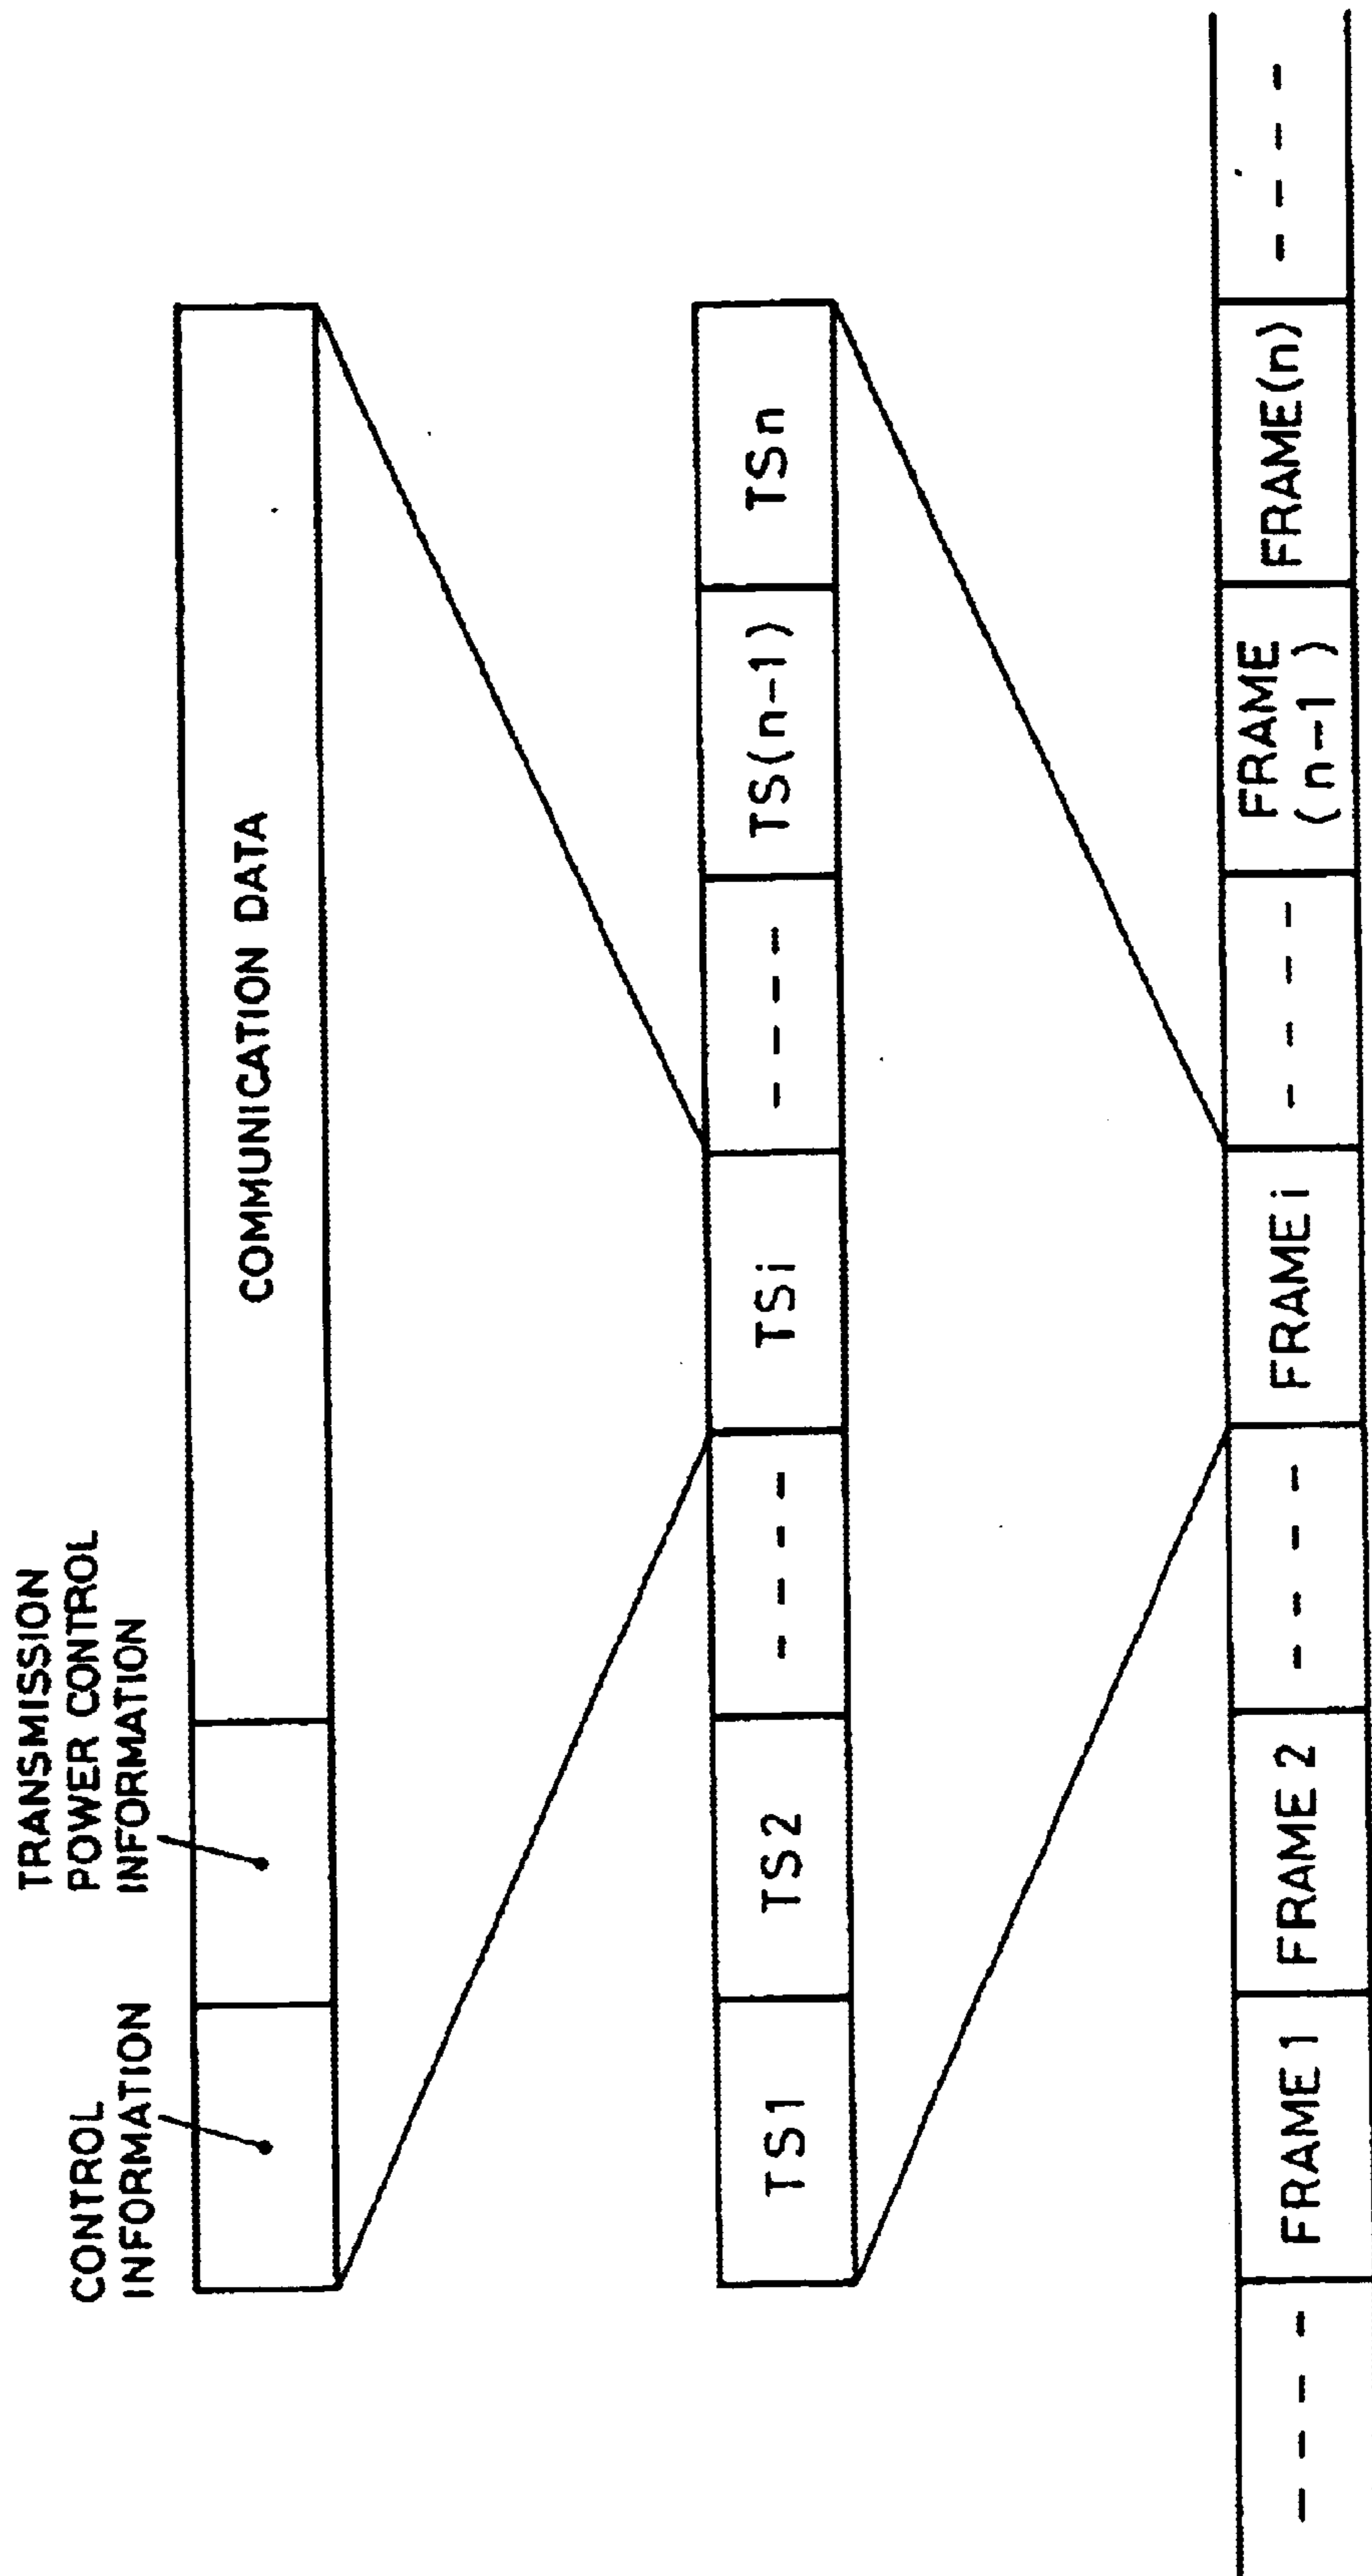 CONTROL
INFORMATION
TRANSMISSION
POWER CONTROL
INFORMATION
COMMUNICATION DATA
TS1
TS2
----
TSi
----
TS(n-1)
TSn
----
FRAME 1
FRAME 2
----
FRAME i
----
FRAME
(n-1)
FRAME(n)
----